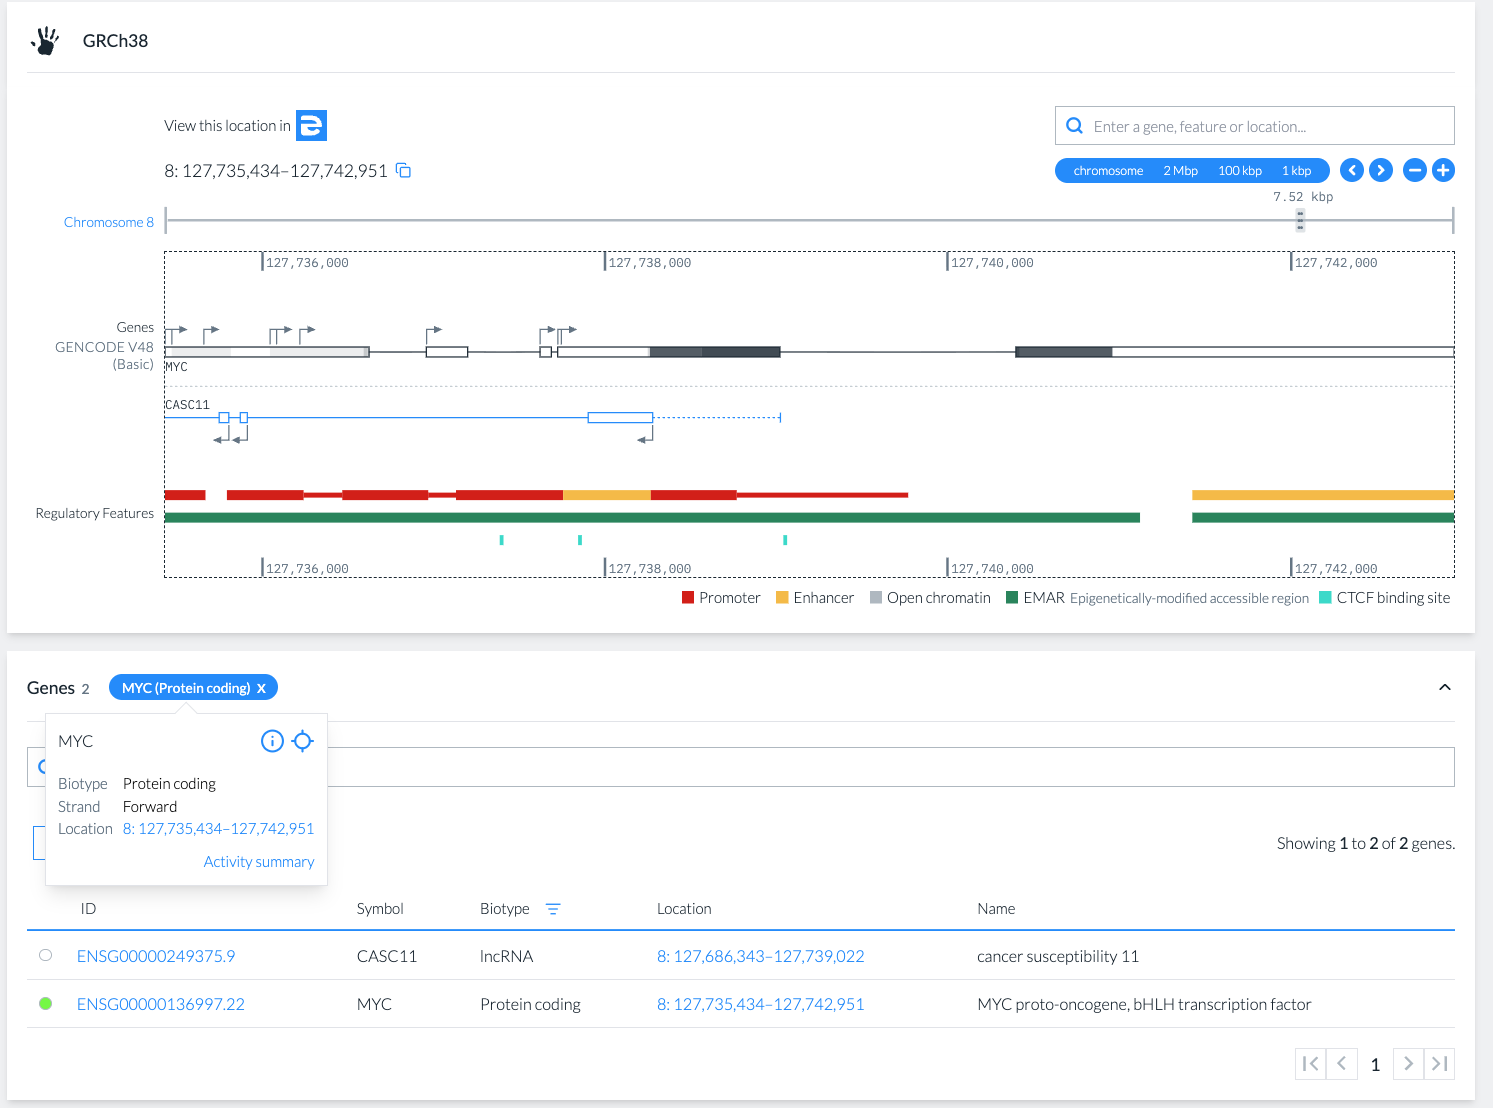 GRCh38
View this location in
Enter a gene, feature or location...
8: 127,735,434–127,742,951
chromosome 2 Mbp 100 kbp 1 kbp
7.52 kbp
Chromosome 8
127,736,000 127,738,000 127,740,000 127,742,000
Genes
GENCODE V48
(Basic)
MYC
CASC11
Regulatory Features
127,736,000 127,738,000 127,740,000 127,742,000
Promoter Enhancer Open chromatin EMAR Epigenetically-modified accessible region CTCF binding site
Genes 2 MYC (Protein coding) X
MYC
Biotype Protein coding
Strand Forward
Location 8: 127,735,434–127,742,951
Activity summary
Showing 1 to 2 of 2 genes.
ID Symbol Biotype Location Name
ENSG00000249375.9 CASC11 lncRNA 8: 127,686,343–127,739,022 cancer susceptibility 11
ENSG00000136997.22 MYC Protein coding 8: 127,735,434–127,742,951 MYC proto-oncogene, bHLH transcription factor
1